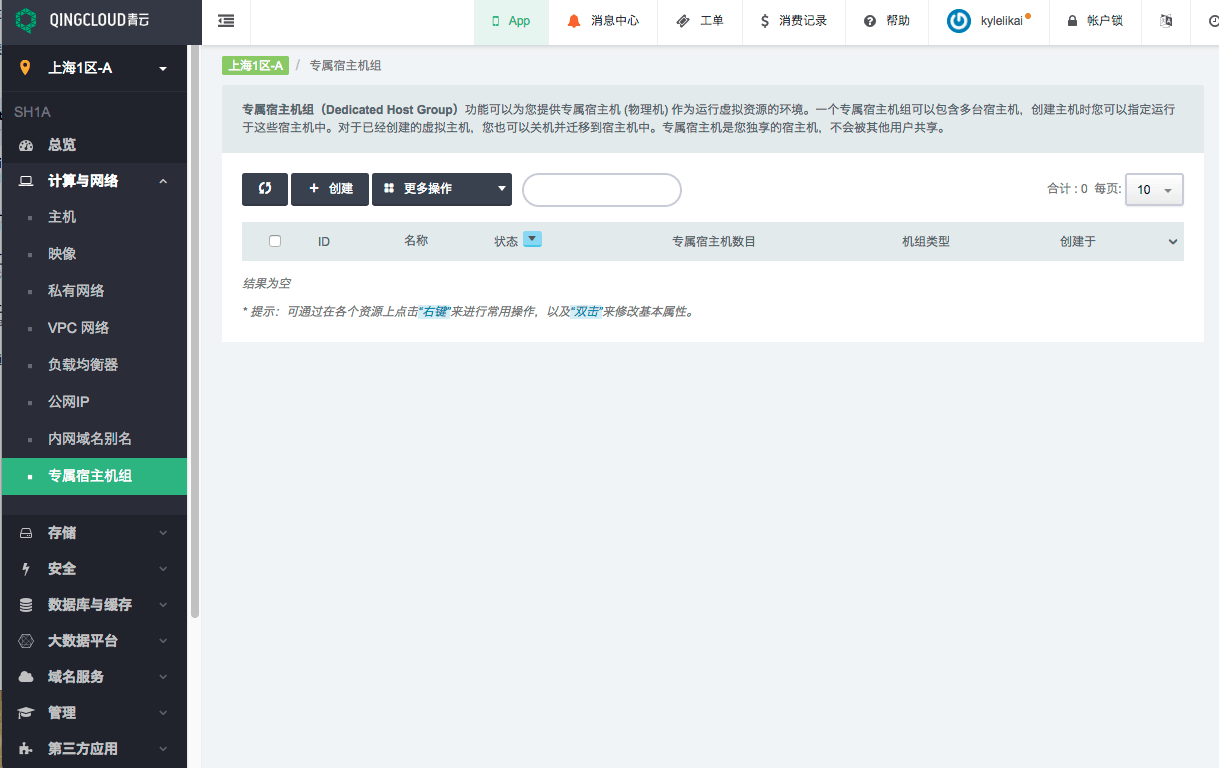 QINGCLOUD青云
App
消息中心
工单
消费记录
帮助
kylelikai
帐户锁
上海1区-A
上海1区-A / 专属宿主机组
SH1A
总览
计算与网络
主机
映像
私有网络
VPC 网络
负载均衡器
公网IP
内网域名别名
专属宿主机组
存储
安全
数据库与缓存
大数据平台
域名服务
管理
第三方应用
专属宿主机组（Dedicated Host Group）功能可以为您提供专属宿主机 (物理机) 作为运行虚拟资源的环境。一个专属宿主机组可以包含多台宿主机，创建主机时您可以指定运行
于这些宿主机中。对于已经创建的虚拟主机，您也可以关机并迁移到宿主机中。专属宿主机是您独享的宿主机，不会被其他用户共享。
创建
更多操作
合计 : 0 每页: 10
ID 名称 状态 专属宿主机数目 机组类型 创建于
结果为空
* 提示：可通过在各个资源上点击“右键”来进行常用操作，以及“双击”来修改基本属性。